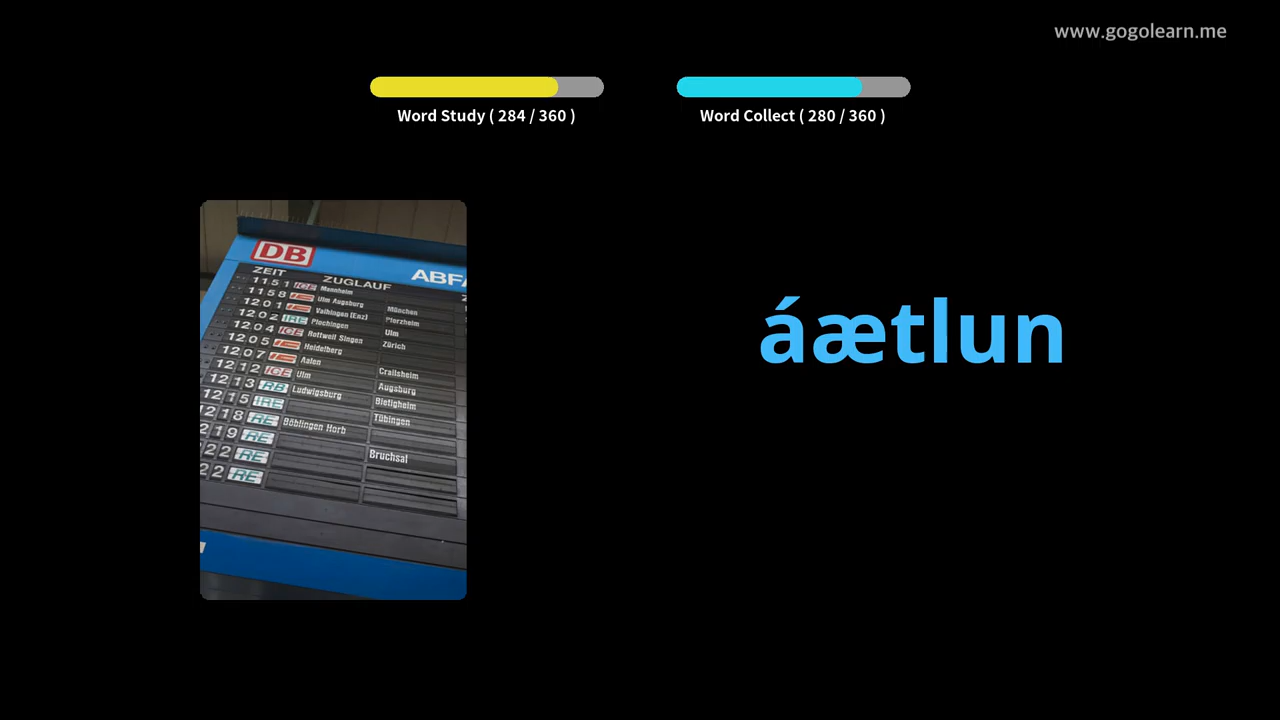 www.gogolearn.me
Word Study ( 284 / 360 )
Word Collect ( 280 / 360 )
áætlun
DB
ABFA
ZEIT ZUGLAUF
1151 ICE Mannheim
1158 Ulm Augsburg München
1201 Vaihingen (Enz) Pforzheim
1202 IRE Plochingen Ulm
1204 ICE Rottweil Singen Zürich
1205 Heidelberg
1207 Aalen Crailsheim
1212 ICE Ulm Augsburg
1213 RB Ludwigsburg Bietigheim
1215 IRE Tübingen
1218 RE Böblingen Horb
219 RE
22 RE Bruchsal
22 RE